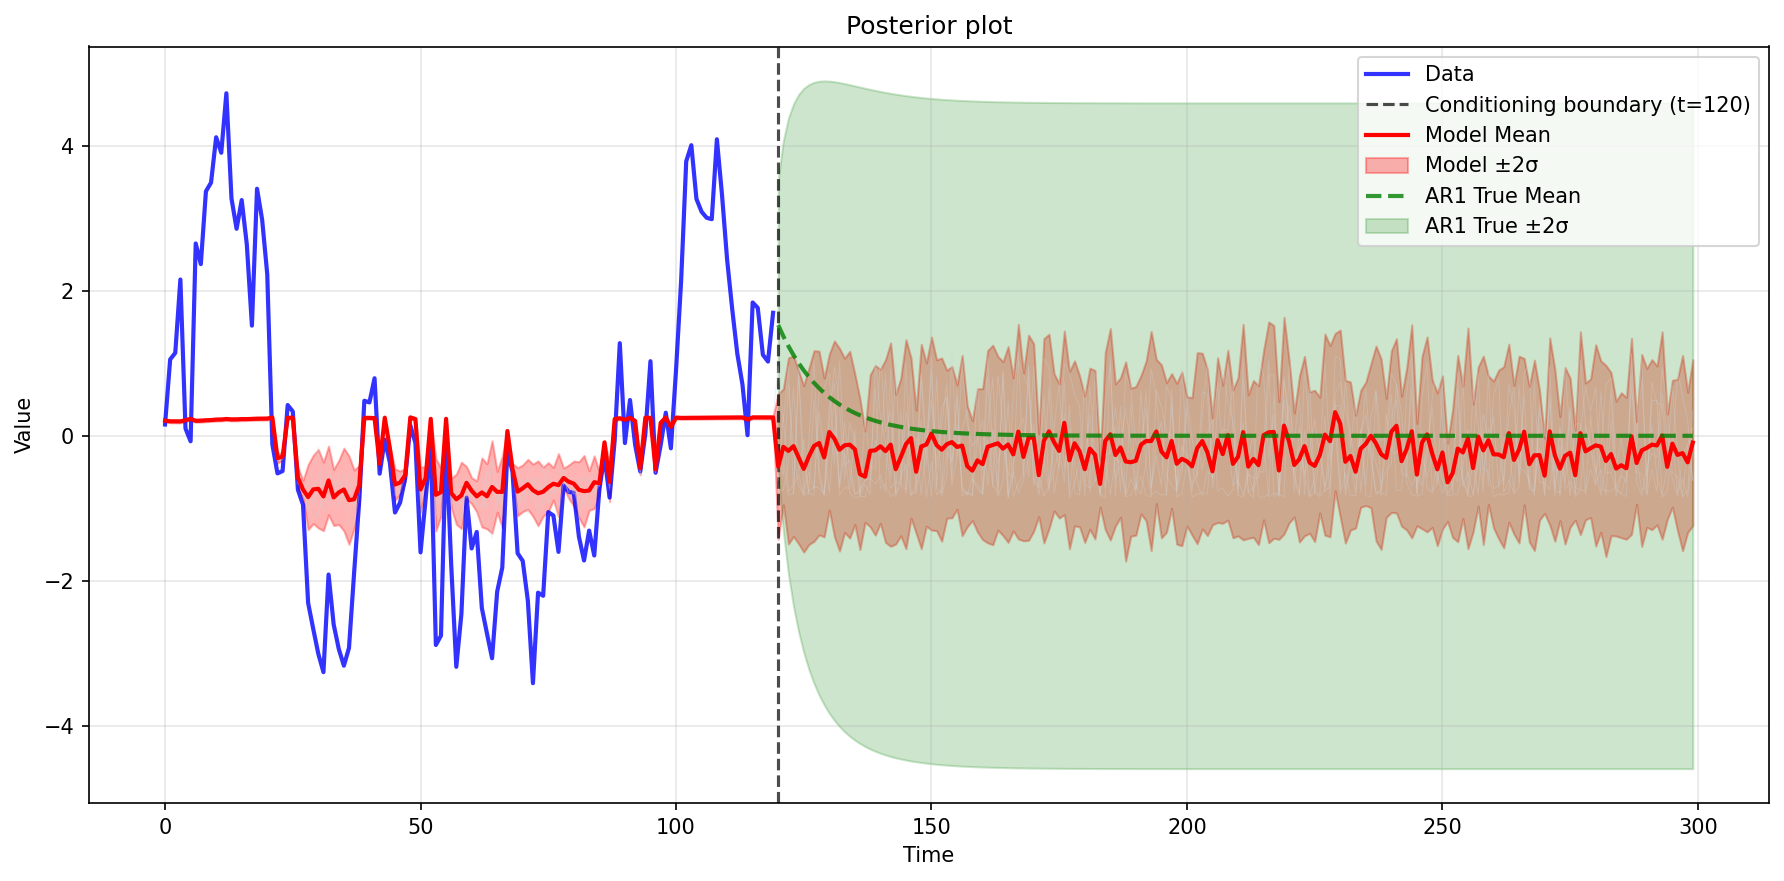 Posterior plot
Data
Conditioning boundary (t=120)
Model Mean
Model ±2σ
AR1 True Mean
AR1 True ±2σ
Value
4
2
0
−2
−4
0
50
100
150
200
250
300
Time